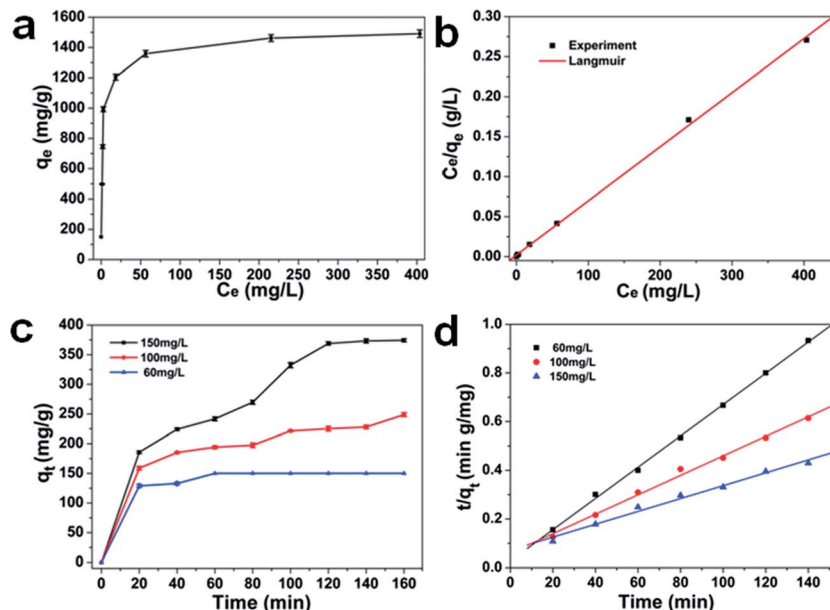 a
qe (mg/g)
1600
1400
1200
1000
800
600
400
200
0
0 50 100 150 200 250 300 350 400
Ce (mg/L)
b
Ce/qe (g/L)
0.30
0.25
0.20
0.15
0.10
0.05
0.00
Experiment
Langmuir
0 100 200 300 400
Ce (mg/L)
c
qt (mg/g)
400
350
300
250
200
150
100
50
0
150mg/L
100mg/L
60mg/L
0 20 40 60 80 100 120 140 160
Time (min)
d
t/qt (min g/mg)
1.0
0.8
0.6
0.4
0.2
0.0
60mg/L
100mg/L
150mg/L
0 20 40 60 80 100 120 140
Time (min)